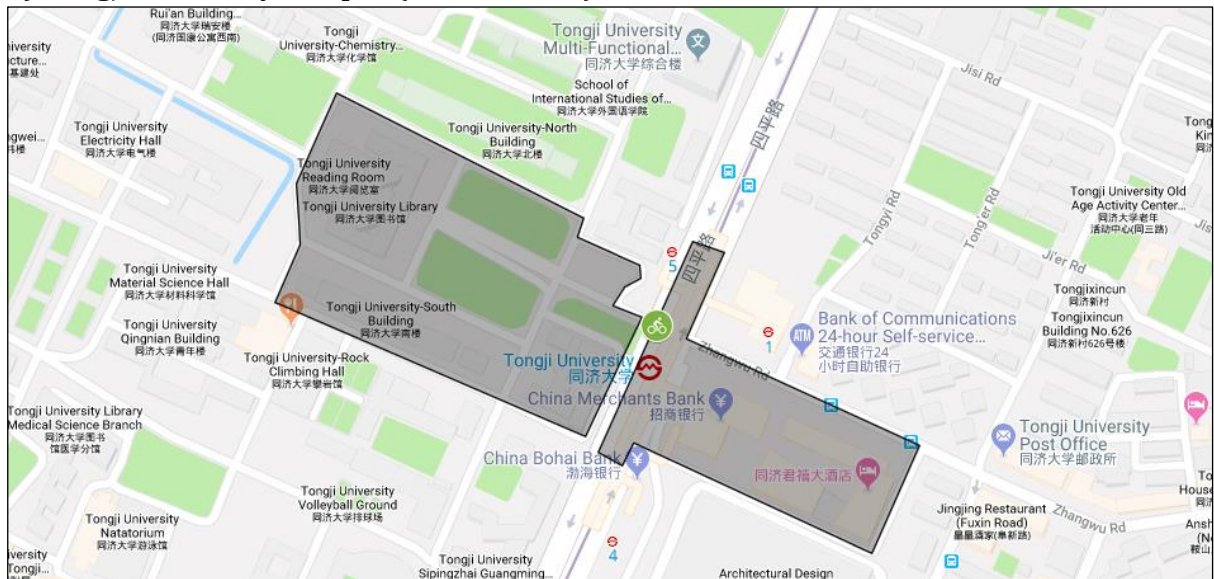 Rui'an Building...
同济大学瑞安楼
(同济国康公寓西南)
Tongji
University-Chemistry...
同济大学化学馆
Tongji University
Multi-Functional...
同济大学综合楼
iversity
cture...
基建处
School of
International Studies of...
同济大学外国语学院
Jisi Rd
四平路
Tongji University
Electricity Hall
同济大学电气楼
Tongji University-North
Building
同济大学北楼
Tongji University
Reading Room
同济大学阅览室
Tongji University Library
同济大学图书馆
Tongyi Rd
Tong'er Rd
Tongji University Old
Age Activity Center...
同济大学老年
活动中心(同三路)
Ji'er Rd
四平路
5
Tongji University
Material Science Hall
同济大学材料科学馆
Tongji University-South
Building
同济大学南楼
Tongjixincun
同济新村
Tongjixincun
Building No.626
同济新村626号楼
Tongji University
Qingnian Building
同济大学青年楼
1
ATM
Bank of Communications
24-hour Self-service...
交通银行24
小时自助银行
Zhangwu Rd
Tongji University-Rock
Climbing Hall
同济大学攀岩馆
Tongji University
同济大学
China Merchants Bank
招商银行
Tongji University Library
Medical Science Branch
同济大学图书
馆医学分馆
China Bohai Bank
渤海银行
同济君禧大酒店
Tongji University
Post Office
同济大学邮政所
Tongji University
Volleyball Ground
同济大学排球场
Tongji University
Natatorium
同济大学游泳馆
Jingjing Restaurant
(Fuxin Road)
Zhangwu Rd
4
iversity
Tongji...
Tongji University
Sipingzhai Guangming...
Architectural Design